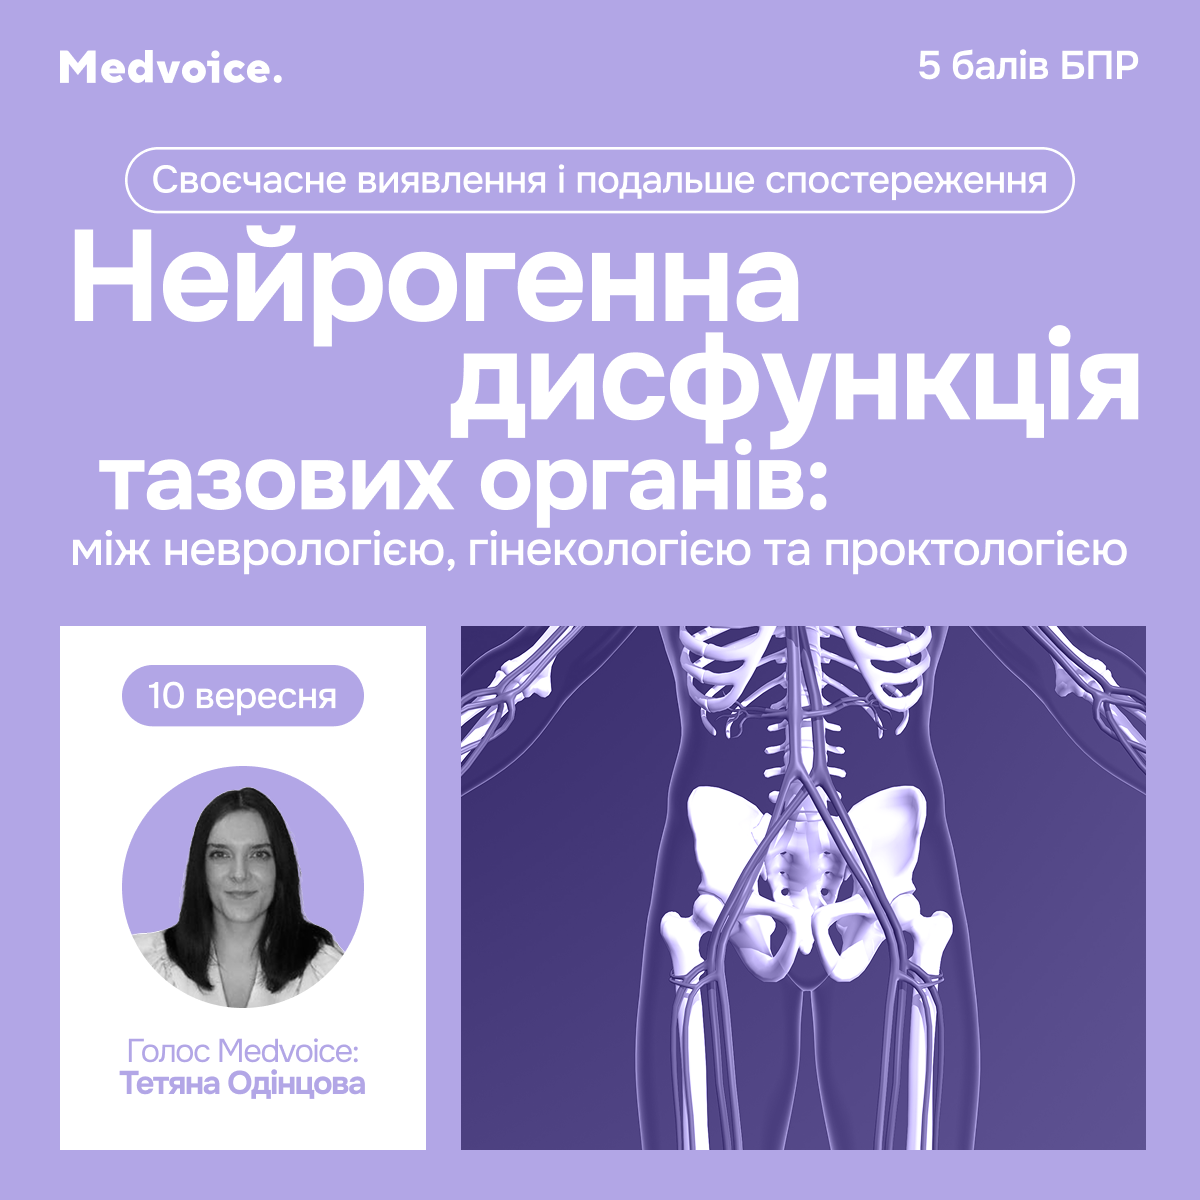 Medvoice.
5 балів БПР
Своєчасне виявлення і подальше спостереження
Нейрогенна
дисфункція
тазових органів:
між неврологією, гінекологією та проктологією
10 вересня
Голос Medvoice:
Тетяна Одінцова